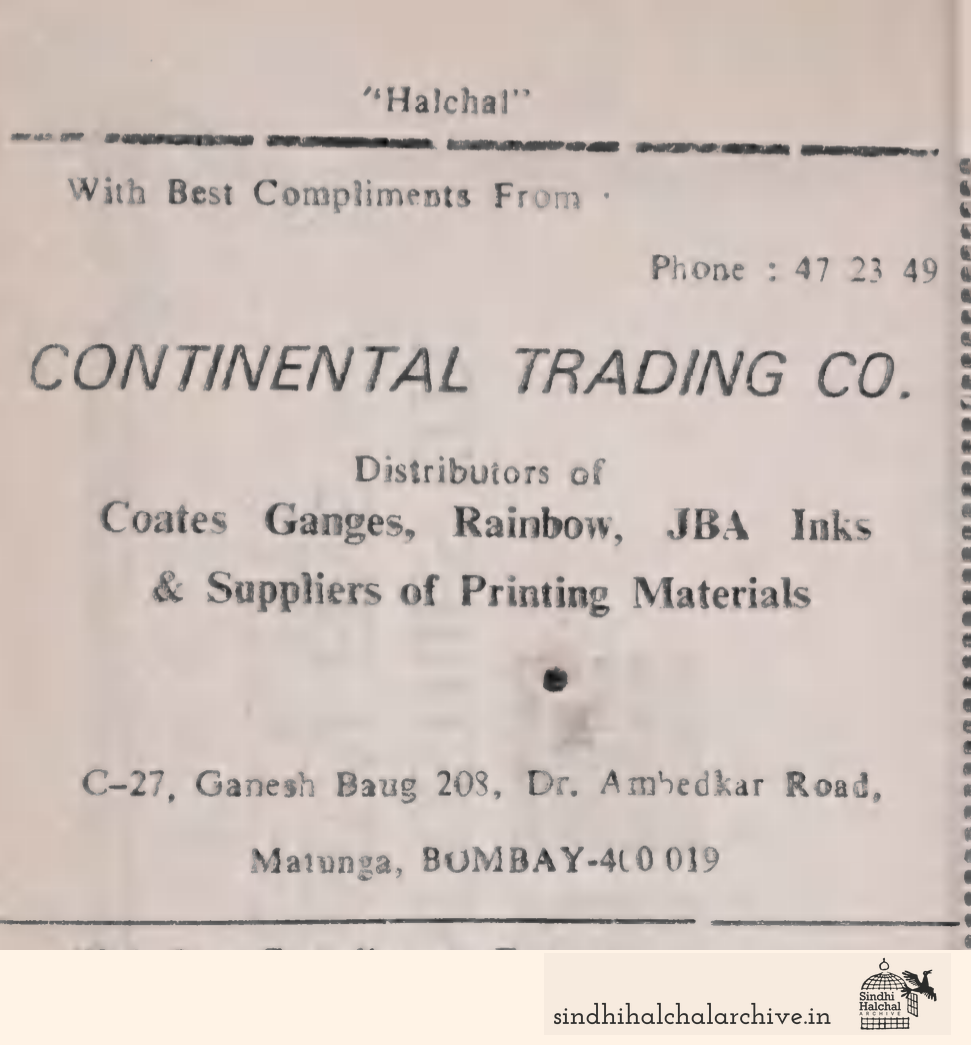 "Halchal"
With Best Compliments From
Phone : 47 23 49
CONTINENTAL TRADING CO.
Distributors of
Coates Ganges, Rainbow, JBA Inks
& Suppliers of Printing Materials
C-27, Ganesh Baug 208, Dr. Ambedkar Road,
Matunga, BOMBAY-400 019
sindhihalchalarchive.in
Sindhi
Halchal
ARCHIVE